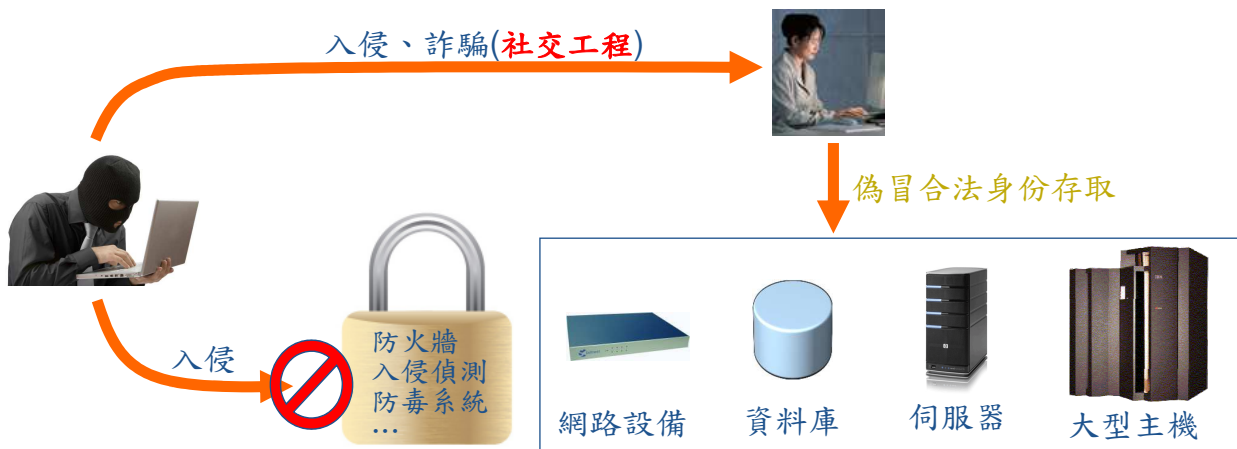 入侵、詐騙(社交工程)
偽冒合法身份存取
入侵
防火牆
入侵偵測
防毒系統
...
網路設備
資料庫
伺服器
大型主機